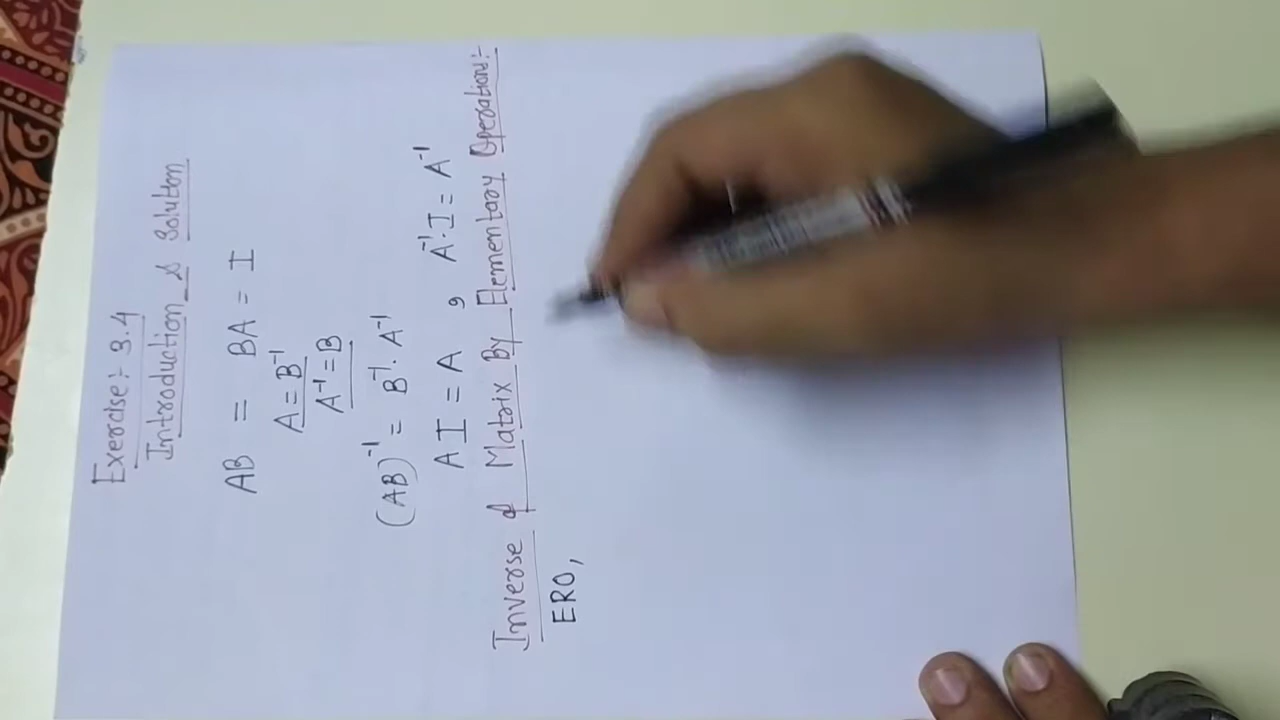 Exercise:- 3.4
Introduction & Solution
AB = BA = I
A = B⁻¹
A⁻¹ = B
(AB)⁻¹ = B⁻¹. A⁻¹
AI = A , A⁻¹. I = A⁻¹
Inverse of Matrix By Elementary Operations:-
ERO,